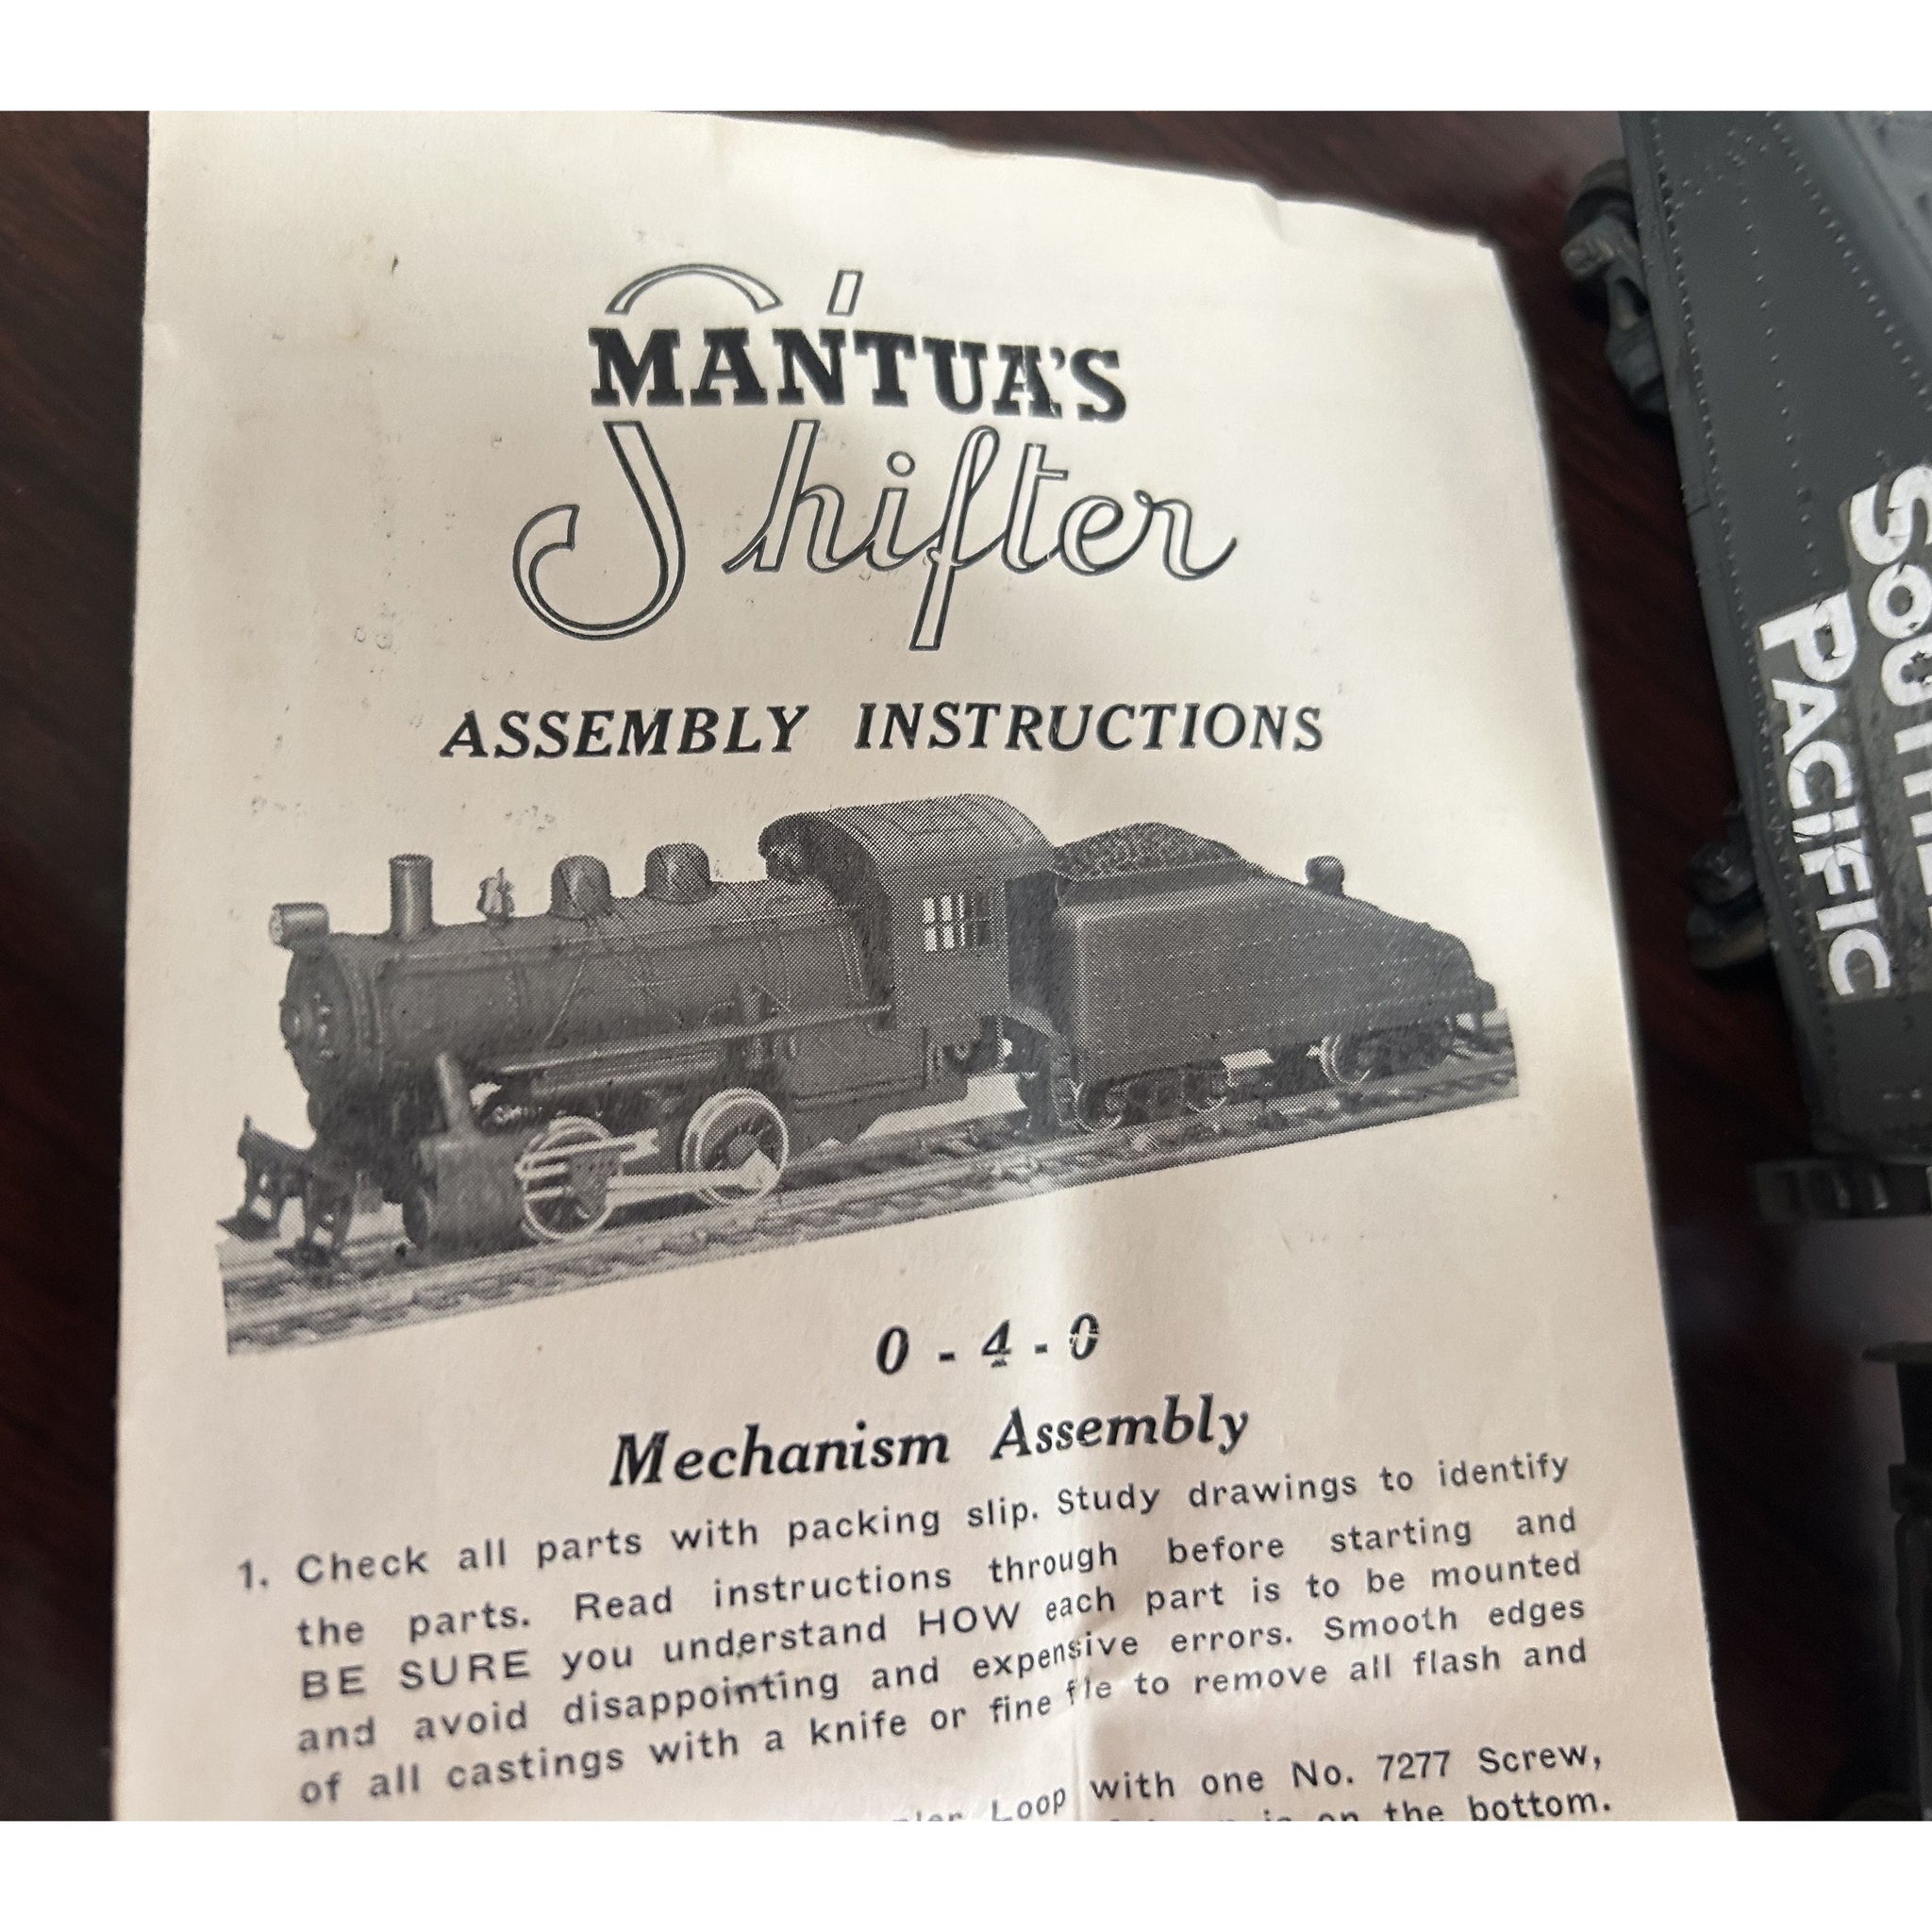 MANTUA'S
Shifter
ASSEMBLY INSTRUCTIONS
0 - 4 - 0
Mechanism Assembly
1. Check all parts with packing slip. Study drawings to identify
the parts. Read instructions through before starting and
BE SURE you understand HOW each part is to be mounted
and avoid disappointing and expensive errors. Smooth edges
of all castings with a knife or fine file to remove all flash and
Loop with one No. 7277 Screw,
is on the bottom.
PACIFIC